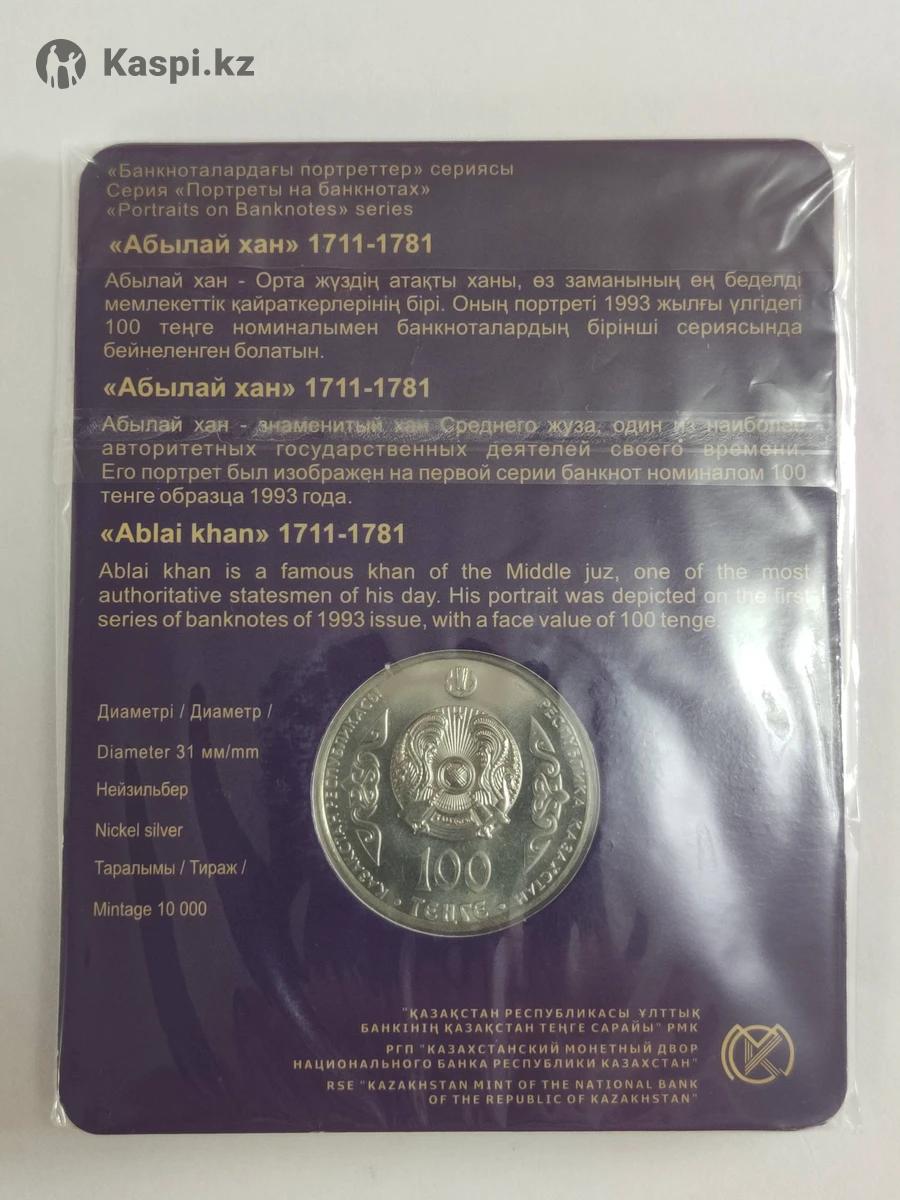 Kaspi.kz
«Банкноталардағы портреттер» сериясы
Серия «Портреты на банкнотах»
«Portraits on Banknotes» series
«Абылай хан» 1711-1781
Абылай хан - Орта жүздің атақты ханы, өз заманының ең беделді
мемлекеттік қайраткерлерінің бірі. Оның портреті 1993 жылғы үлгідегі
100 теңге номиналымен банкноталардың бірінші сериясында
бейнеленген болатын.
«Абылай хан» 1711-1781
Абылай хан - знаменитый хан Среднего жуза, один из наиболее
авторитетных государственных деятелей своего времени.
Его портрет был изображен на первой серии банкнот номиналом 100
тенге образца 1993 года.
«Ablai khan» 1711-1781
Ablai khan is a famous khan of the Middle juz, one of the most
authoritative statesmen of his day. His portrait was depicted on the first
series of banknotes of 1993 issue, with a face value of 100 tenge.
Диаметрі / Диаметр /
Diameter 31 мм/mm
Нейзильбер
Nickel silver
Таралымы / Тираж /
Mintage 10 000
ҚАЗАҚСТАН РЕСПУБЛИКАСЫ
РЕСПУБЛИКА КАЗАХСТАН
100
ТЕҢГЕ
"ҚАЗАҚСТАН РЕСПУБЛИКАСЫ ҰЛТТЫҚ
БАНКІНІҢ ҚАЗАҚСТАН ТЕҢГЕ САРАЙЫ" РМК
РГП "КАЗАХСТАНСКИЙ МОНЕТНЫЙ ДВОР
НАЦИОНАЛЬНОГО БАНКА РЕСПУБЛИКИ КАЗАХСТАН"
RSE "KAZAKHSTAN MINT OF THE NATIONAL BANK
OF THE REPUBLIC OF KAZAKHSTAN"